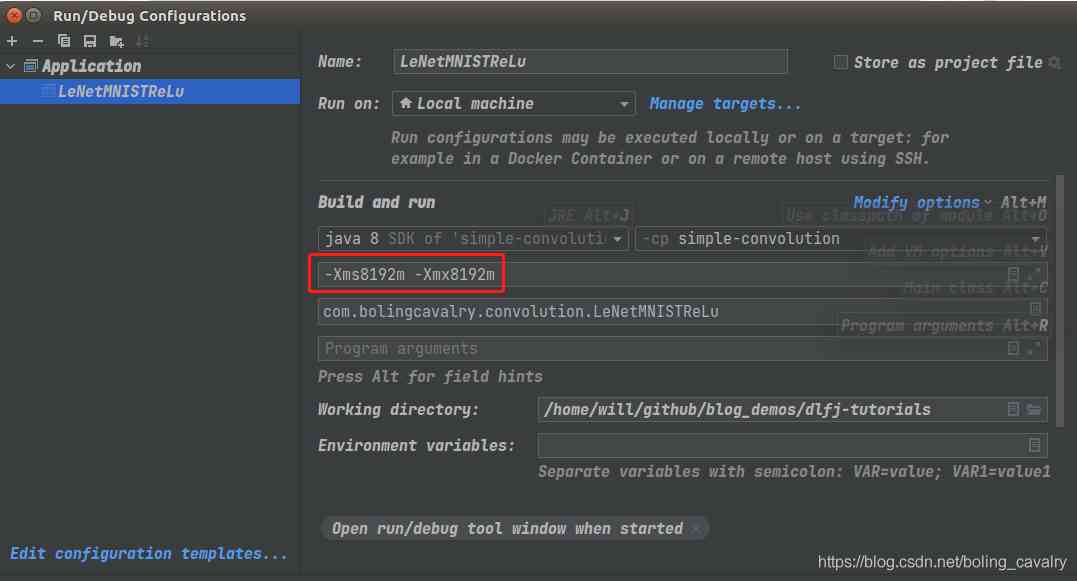 Run/Debug Configurations
Application
LeNetMNISTReLu
Name: LeNetMNISTReLu Store as project file
Run on: Local machine Manage targets...
Run configurations may be executed locally or on a target: for
example in a Docker Container or on a remote host using SSH.
Build and run Modify options Alt+M
JRE Alt+J Use classpath of module Alt+O
java 8 SDK of 'simple-convoluti -cp simple-convolution
Add VM options Alt+V
-Xms8192m -Xmx8192m
Main class Alt+C
com.bolingcavalry.convolution.LeNetMNISTReLu
Program arguments Alt+R
Program arguments
Press Alt for field hints
Working directory: /home/will/github/blog_demos/dlfj-tutorials
Environment variables:
Separate variables with semicolon: VAR=value; VAR1=value1
Open run/debug tool window when started
Edit configuration templates...
https://blog.csdn.net/boling_cavalry